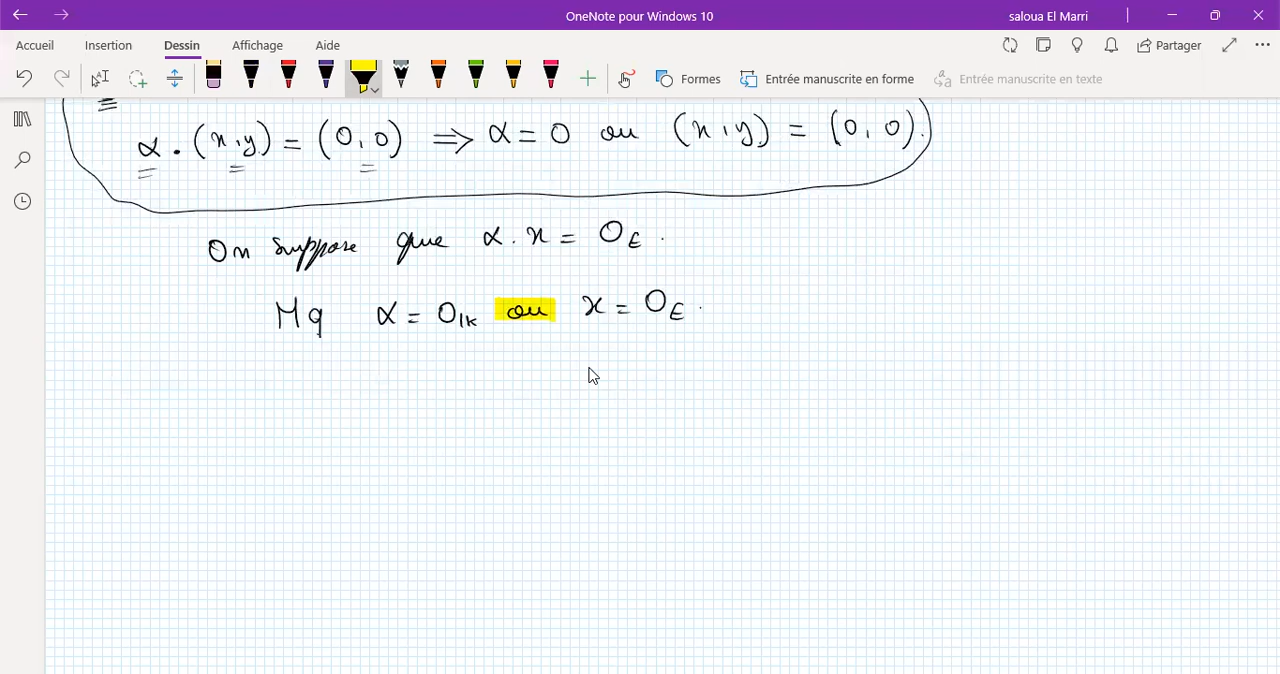 OneNote pour Windows 10
saloua El Marri
Accueil Insertion Dessin Affichage Aide
Partager
Formes Entrée manuscrite en forme Entrée manuscrite en texte
α . (x, y) = (0, 0) ⟹ α = 0 ou (x, y) = (0, 0).
On suppose que α . x = 0_E .
Mq α = 0_IK ou x = 0_E .